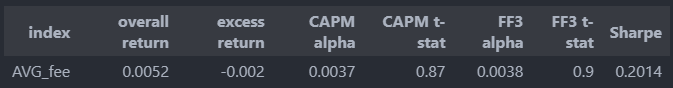 index overall return excess return CAPM alpha CAPM t-stat FF3 alpha FF3 t-stat Sharpe
AVG_fee 0.0052 -0.002 0.0037 0.87 0.0038 0.9 0.2014